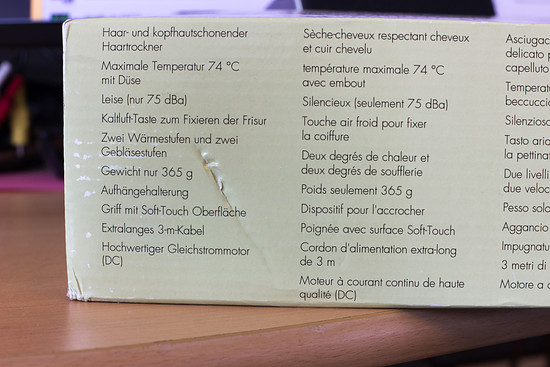 Haar- und kopfhautschonender
Haartrockner
Maximale Temperatur 74 °C
mit Düse
Leise (nur 75 dBa)
Kaltluft-Taste zum Fixieren der Frisur
Zwei Wärmestufen und zwei
Gebläsestufen
Gewicht nur 365 g
Aufhängehalterung
Griff mit Soft-Touch Oberfläche
Extralanges 3-m-Kabel
Hochwertiger Gleichstrommotor
(DC)
Sèche-cheveux respectant cheveux
et cuir chevelu
température maximale 74 °C
avec embout
Silencieux (seulement 75 dBa)
Touche air froid pour fixer
la coiffure
Deux degrés de chaleur et
deux degrés de soufflerie
Poids seulement 365 g
Dispositif pour l'accrocher
Poignée avec surface Soft-Touch
Cordon d'alimentation extra-long
de 3 m
Moteur à courant continu de haute
qualité (DC)
Asciugac
delicato p
capelluto
Temperatu
beccucci
Silenzioso
Tasto aria
la pettinat
Due livelli
due veloc
Peso solo
Aggancio
Impugnatu
3 metri di
Motore a c